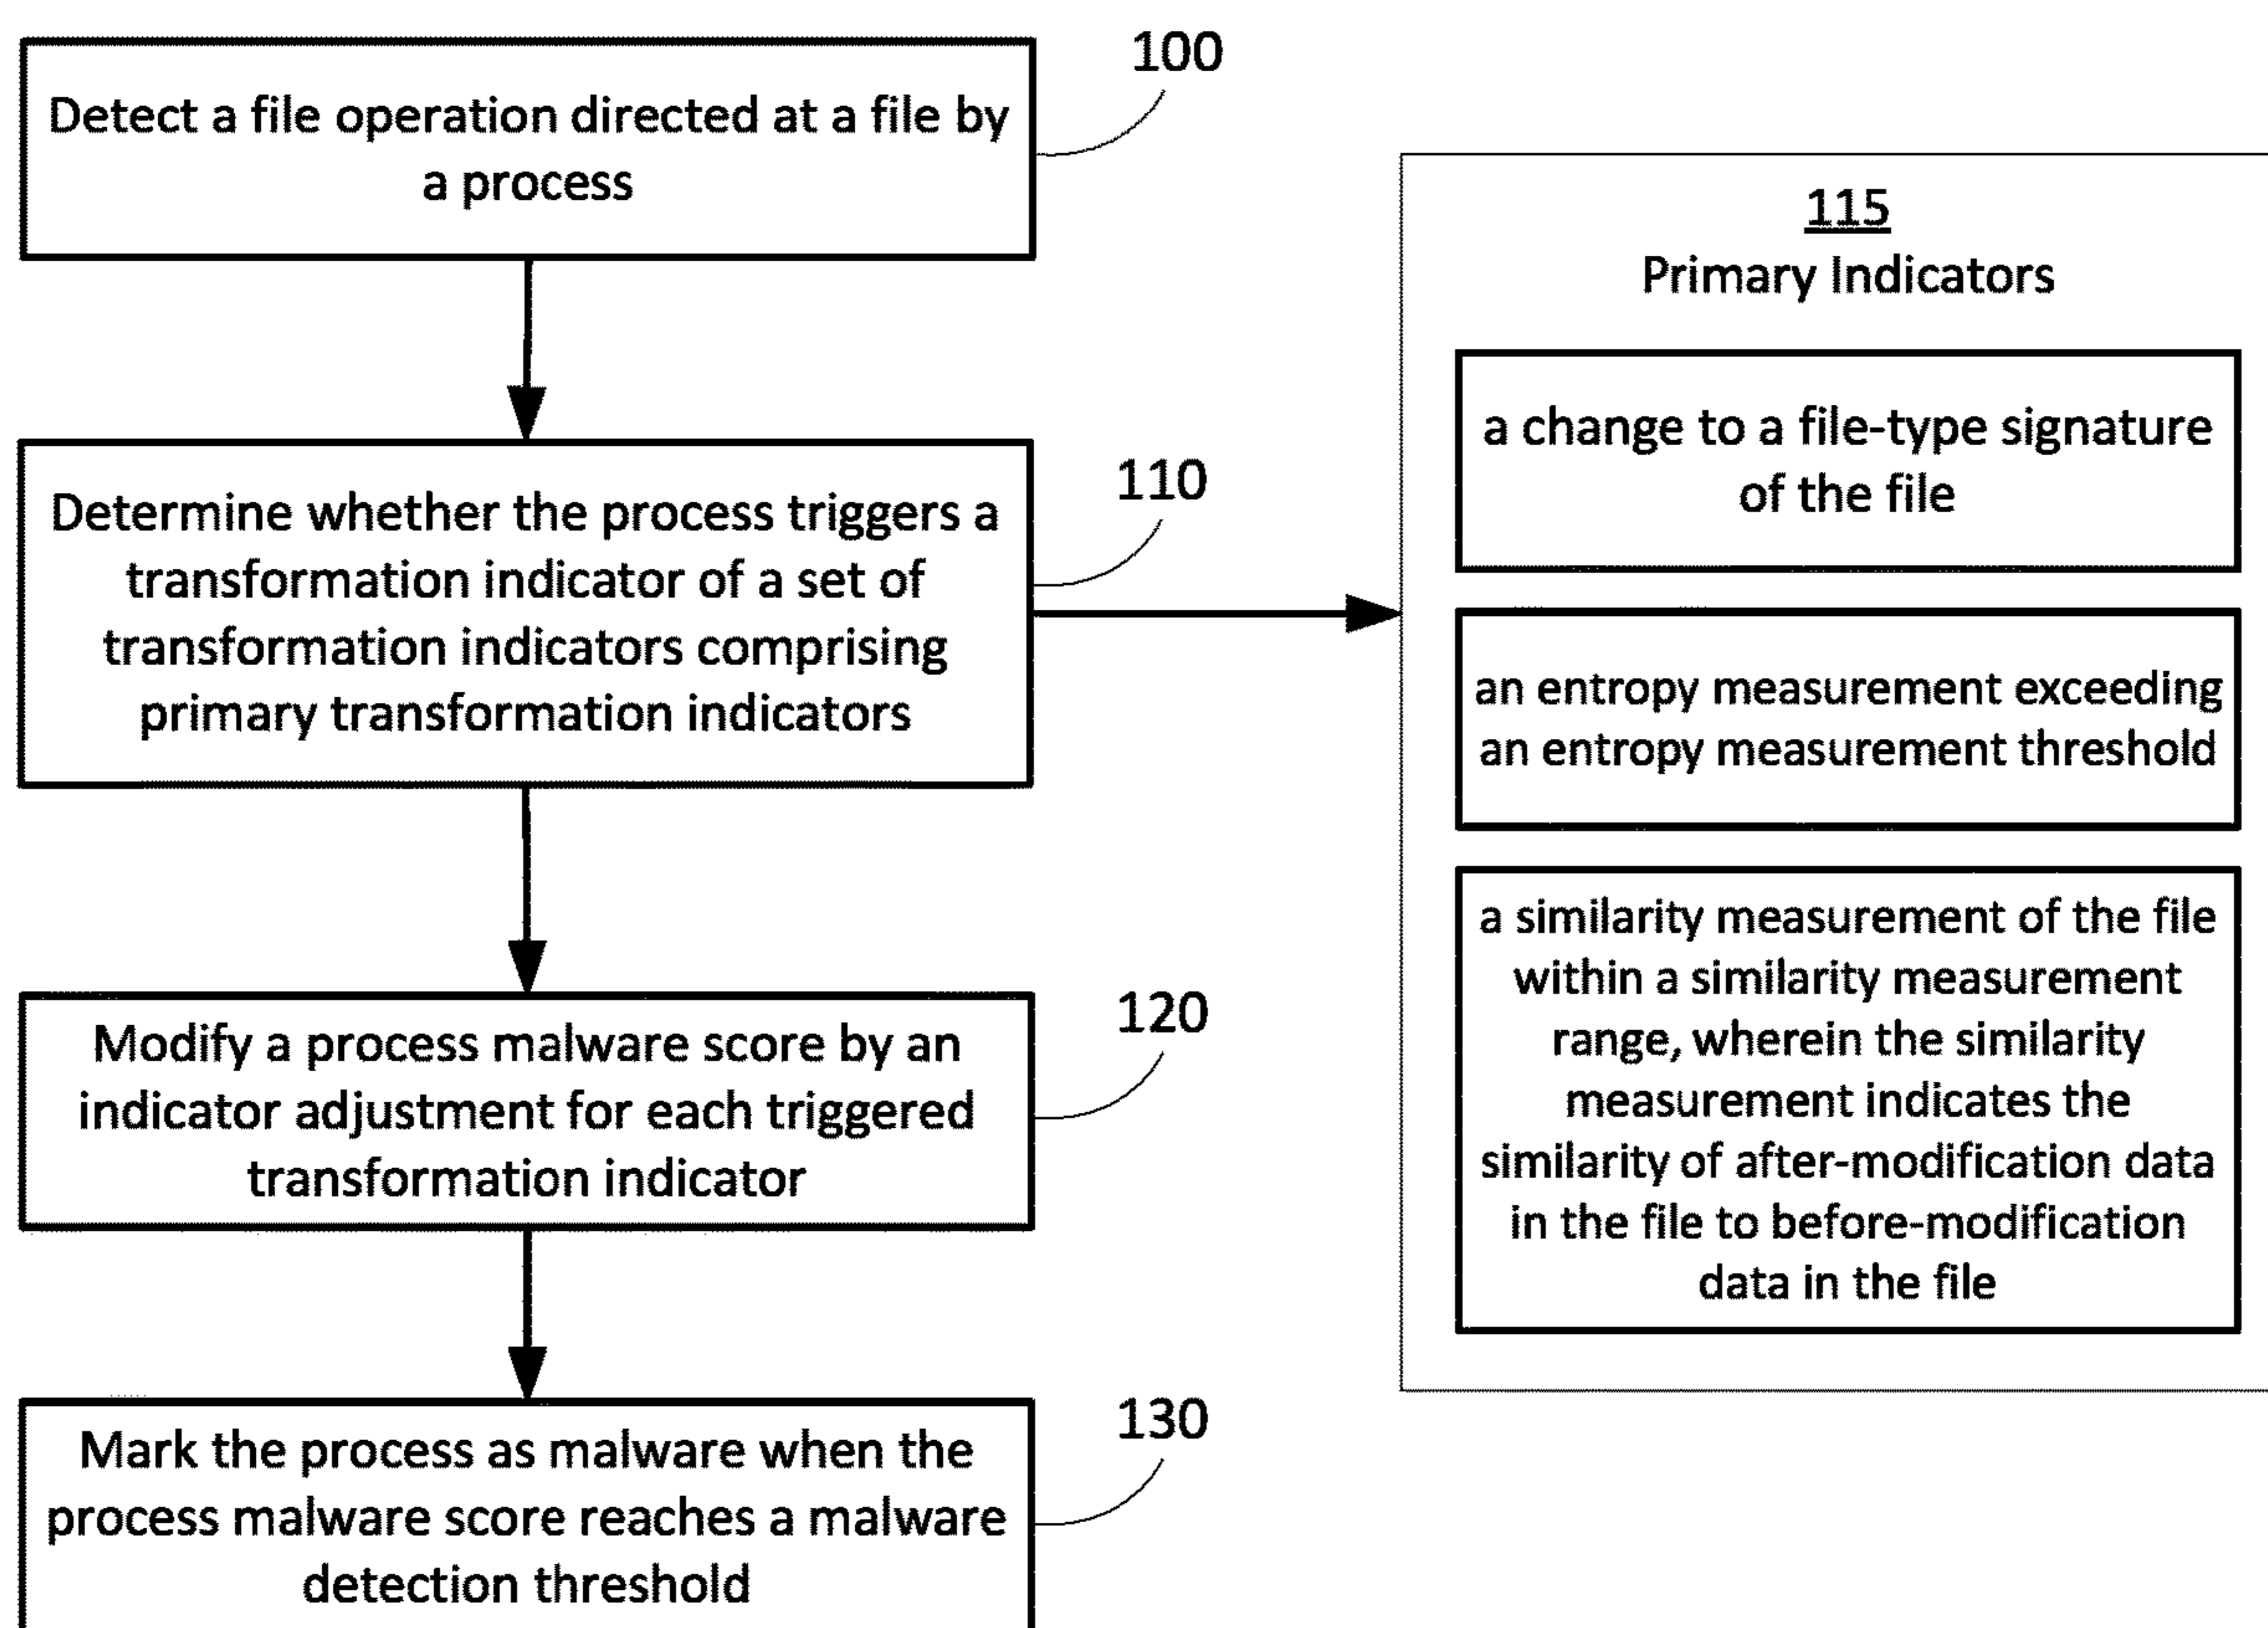 100
Detect a file operation directed at a file by
a process
110
Determine whether the process triggers a
transformation indicator of a set of
transformation indicators comprising
primary transformation indicators
115
Primary Indicators
a change to a file-type signature
of the file
an entropy measurement exceeding
an entropy measurement threshold
a similarity measurement of the file
within a similarity measurement
range, wherein the similarity
measurement indicates the
similarity of after-modification data
in the file to before-modification
data in the file
120
Modify a process malware score by an
indicator adjustment for each triggered
transformation indicator
130
Mark the process as malware when the
process malware score reaches a malware
detection threshold